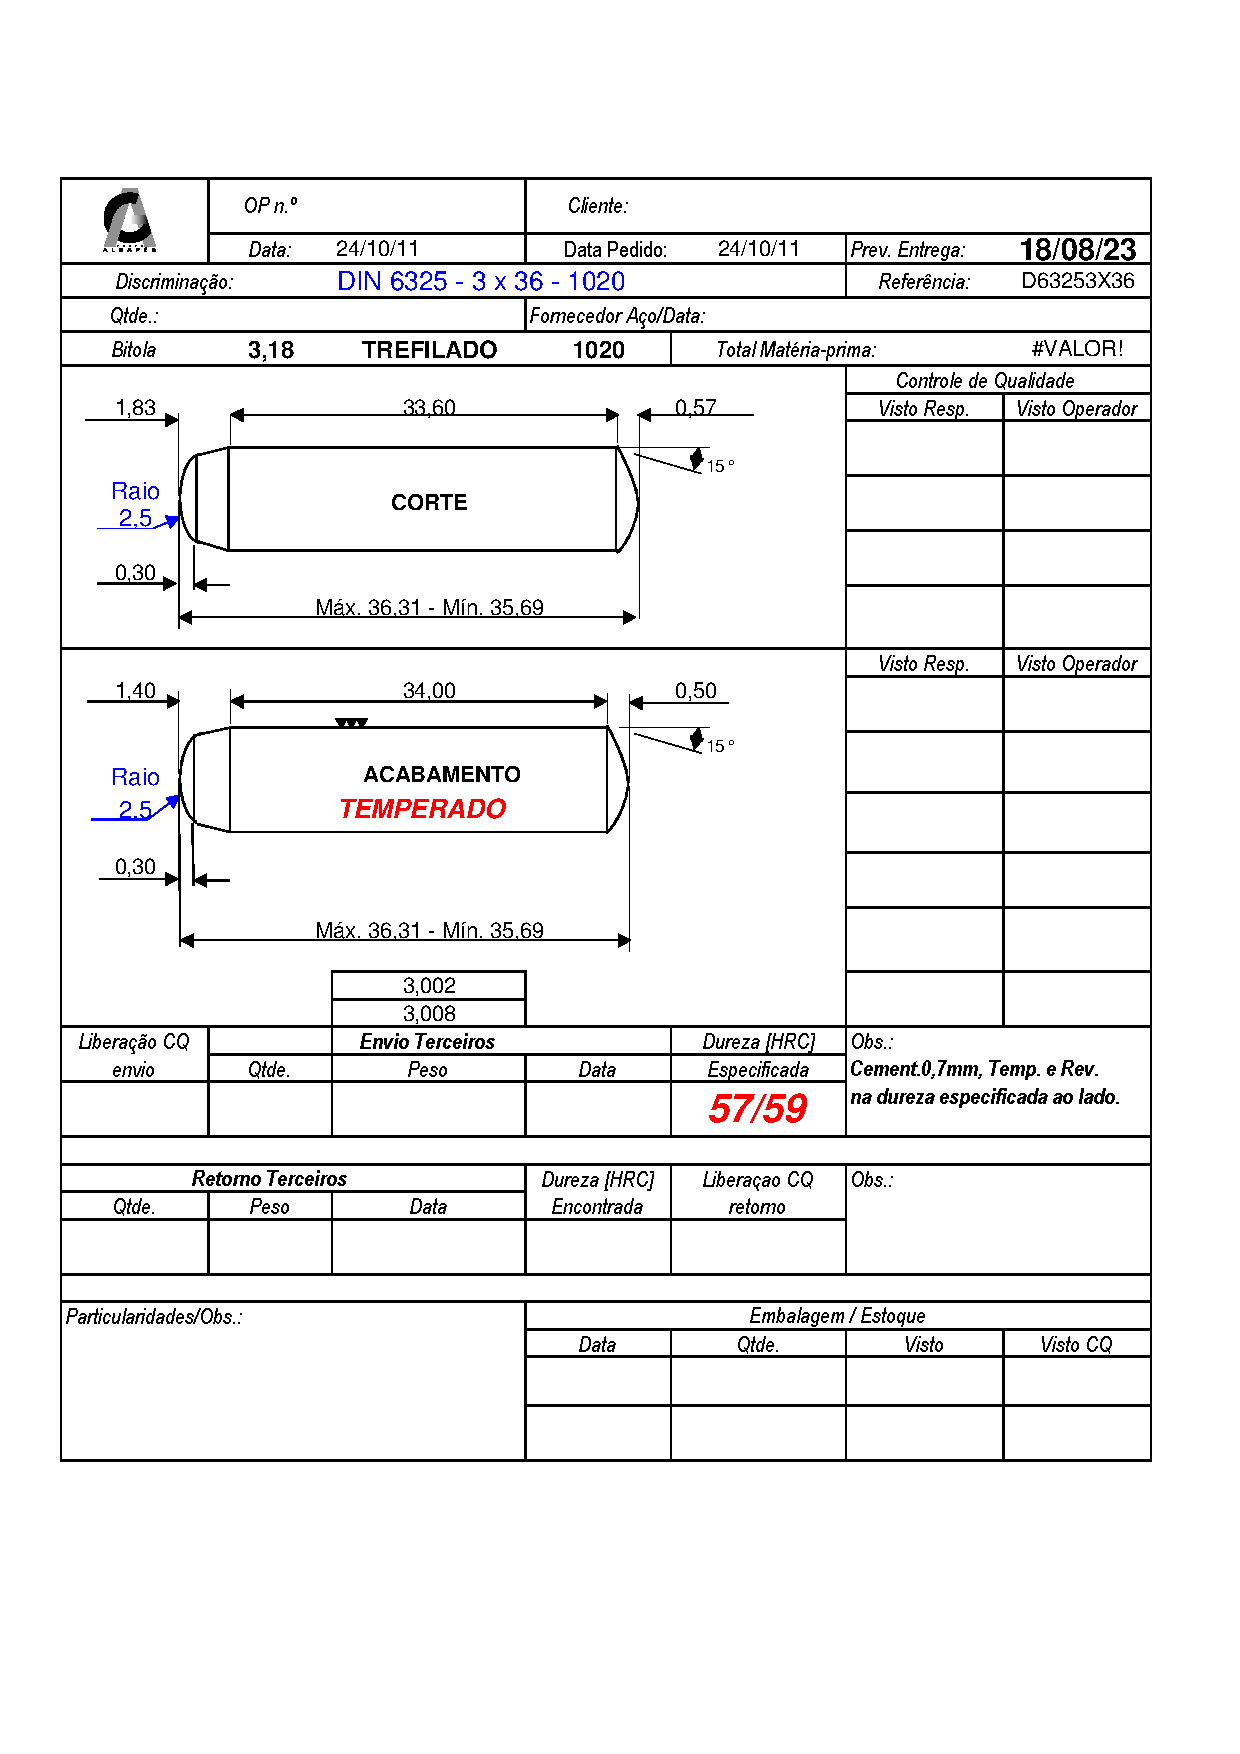 OP n.º Cliente:
ALBAPEB
Data: 24/10/11 Data Pedido: 24/10/11 Prev. Entrega: 18/08/23
Discriminação: DIN 6325 - 3 x 36 - 1020 Referência: D63253X36
Qtde.: Fornecedor Aço/Data:
Bitola 3,18 TREFILADO 1020 Total Matéria-prima: #VALOR!
Controle de Qualidade
1,83 33,60 0,57 Visto Resp. Visto Operador
15 º
Raio
CORTE
2,5
0,30
Máx. 36,31 - Mín. 35,69
Visto Resp. Visto Operador
1,40 34,00 0,50
15 º
Raio ACABAMENTO
2,5 TEMPERADO
0,30
Máx. 36,31 - Mín. 35,69
3,002
3,008
Liberação CQ Envio Terceiros Dureza [HRC] Obs.:
envio Qtde. Peso Data Especificada Cement.0,7mm, Temp. e Rev.
57/59 na dureza especificada ao lado.
Retorno Terceiros Dureza [HRC] Liberaçao CQ Obs.:
Qtde. Peso Data Encontrada retorno
Particularidades/Obs.: Embalagem / Estoque
Data Qtde. Visto Visto CQ